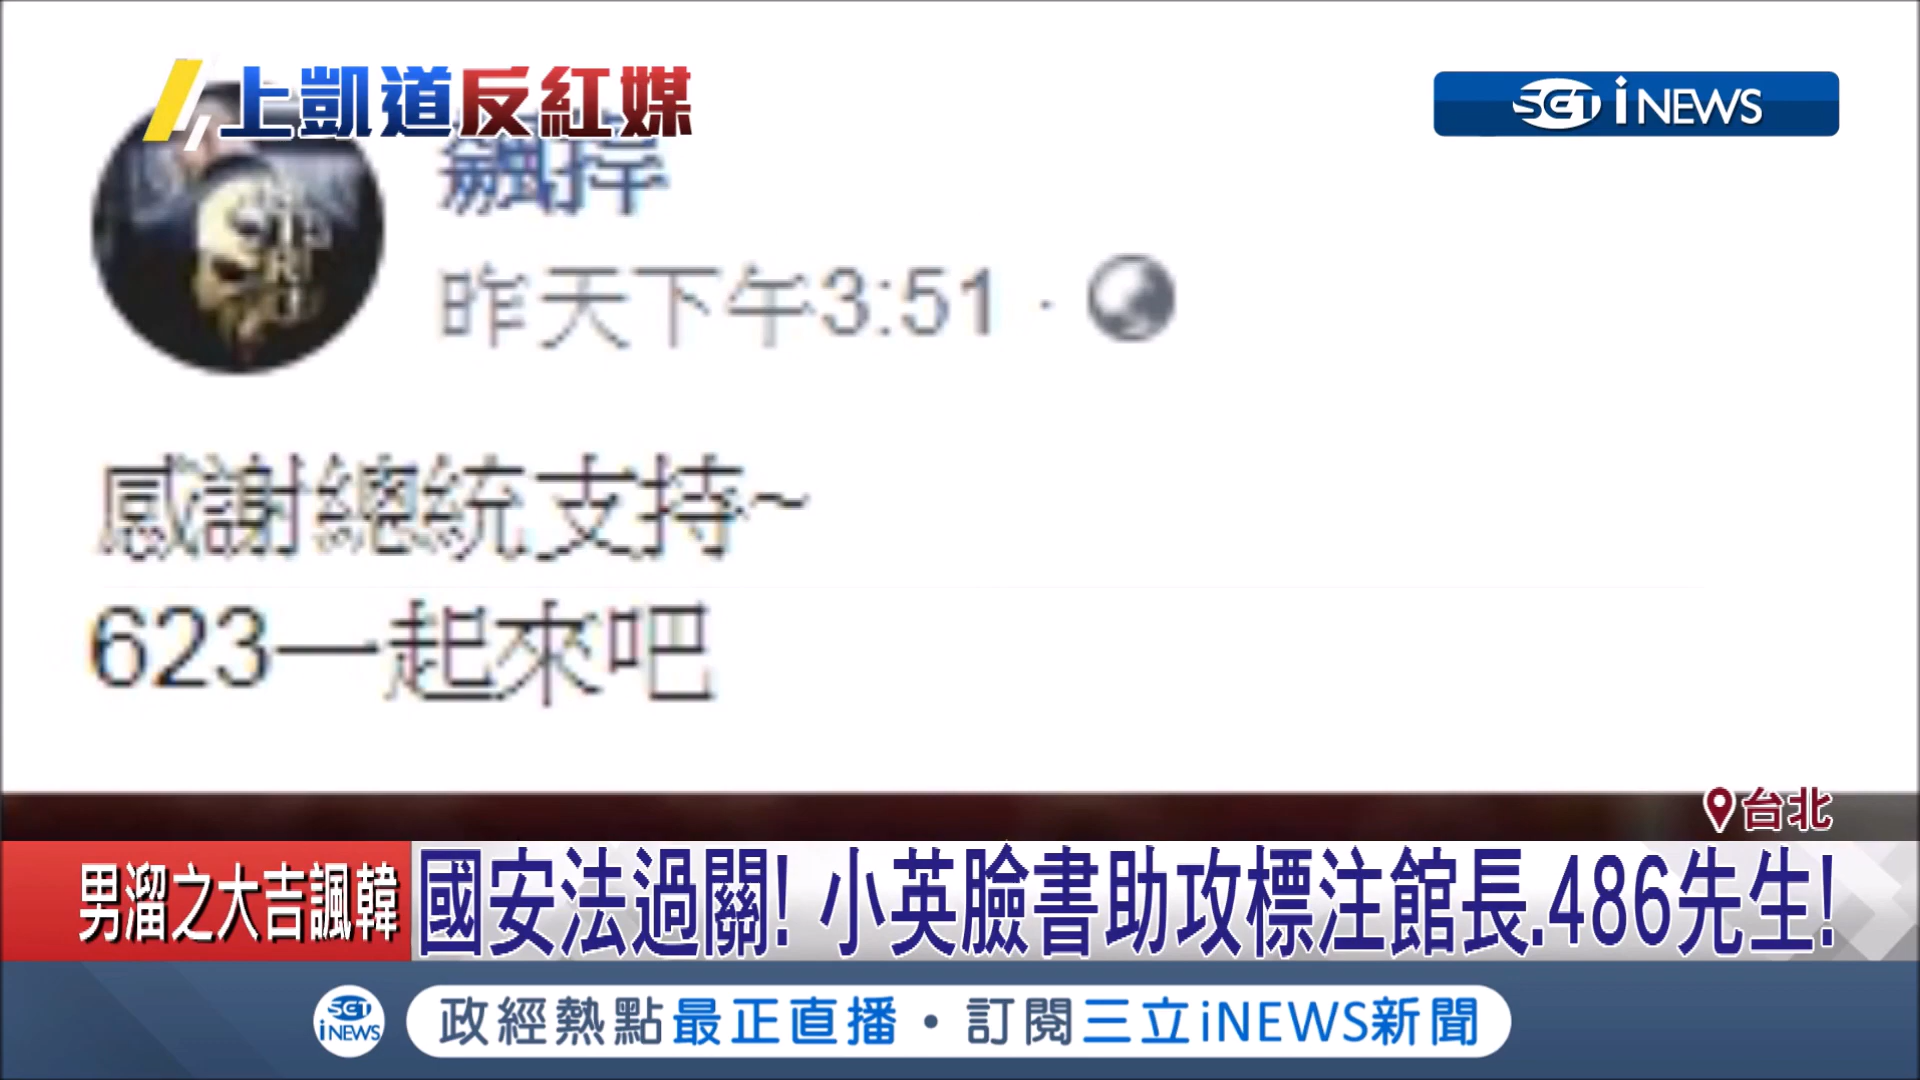 上凱道反紅媒
SET iNEWS
飆捍
昨天下午3:51
感謝總統支持~
623一起來吧
台北
男溜之大吉諷韓
國安法過關! 小英臉書助攻標注館長.486先生!
SET iNEWS
政經熱點最正直播・訂閱三立iNEWS新聞